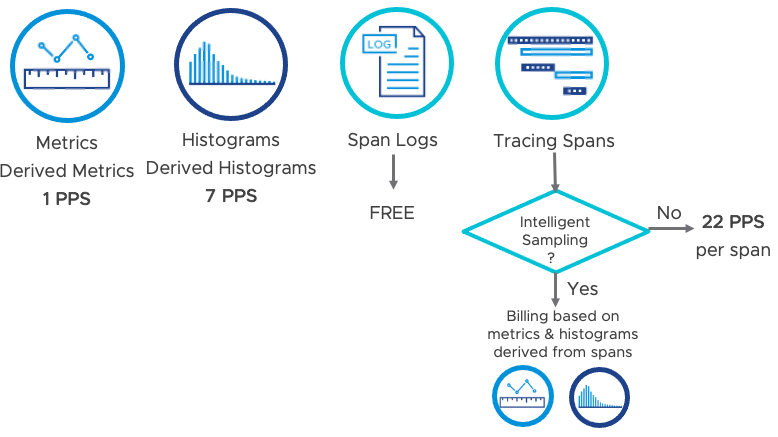 Metrics
Derived Metrics
1 PPS
Histograms
Derived Histograms
7 PPS
LOG
Span Logs
FREE
Tracing Spans
Intelligent
Sampling
?
No
22 PPS
per span
Yes
Billing based on
metrics & histograms
derived from spans